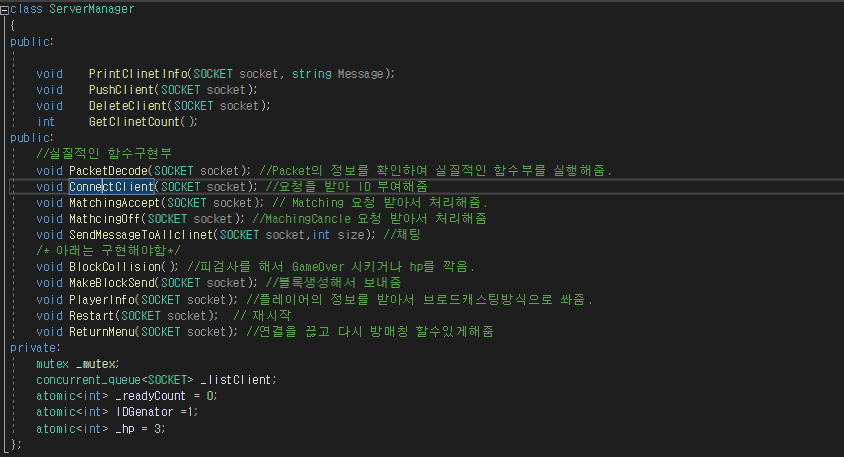 class ServerManager
{
public:
void PrintClinetInfo(SOCKET socket, string Message);
void PushClient(SOCKET socket);
void DeleteClient(SOCKET socket);
int GetClinetCount();
public:
//실질적인 함수구현부
void PacketDecode(SOCKET socket); //Packet의 정보를 확인하여 실질적인 함수부를 실행해줌.
void ConnectClient(SOCKET socket); //요청을 받아 ID 부여해줌
void MatchingAccept(SOCKET socket); // Matching 요청 받아서 처리해줌.
void MathcingOff(SOCKET socket); //MachingCancle 요청 받아서 처리해줌
void SendMessageToAllclinet(SOCKET socket,int size); //채팅
/* 아래는 구현해야함*/
void BlockCollision(); //피검사를 해서 GameOver 시키거나 hp를 깍음.
void MakeBlockSend(SOCKET socket); //블록생성해서 보내줌
void PlayerInfo(SOCKET socket); //플레이어의 정보를 받아서 브로드캐스팅방식으로 쏴줌.
void Restart(SOCKET socket); // 재시작
void ReturnMenu(SOCKET socket); //연결을 끊고 다시 방매칭 할수있게해줌
private:
mutex _mutex;
concurrent_queue<SOCKET> _listClient;
atomic<int> _readyCount = 0;
atomic<int> IDGenator =1;
atomic<int> _hp = 3;
};